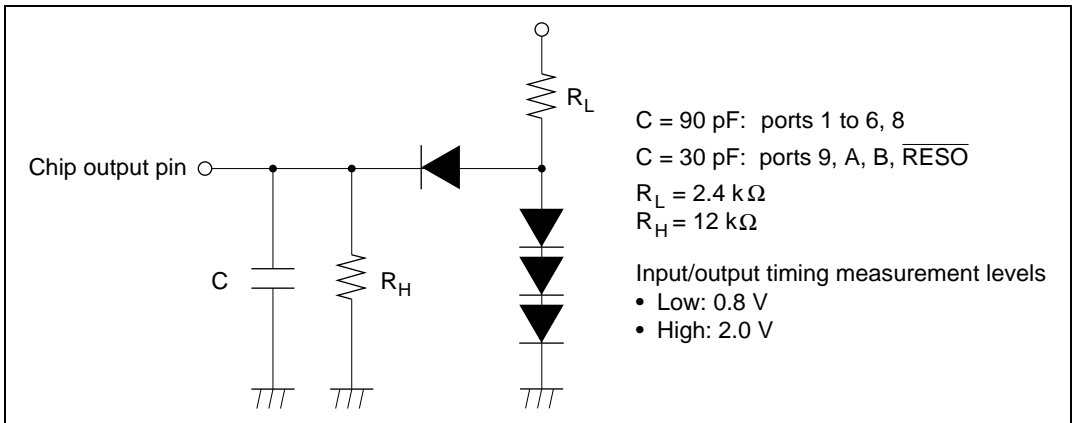 R_L
C = 90 pF: ports 1 to 6, 8
Chip output pin
C = 30 pF: ports 9, A, B, R̅E̅S̅O̅
R_L = 2.4 kΩ
R_H = 12 kΩ
C
R_H
Input/output timing measurement levels
• Low: 0.8 V
• High: 2.0 V